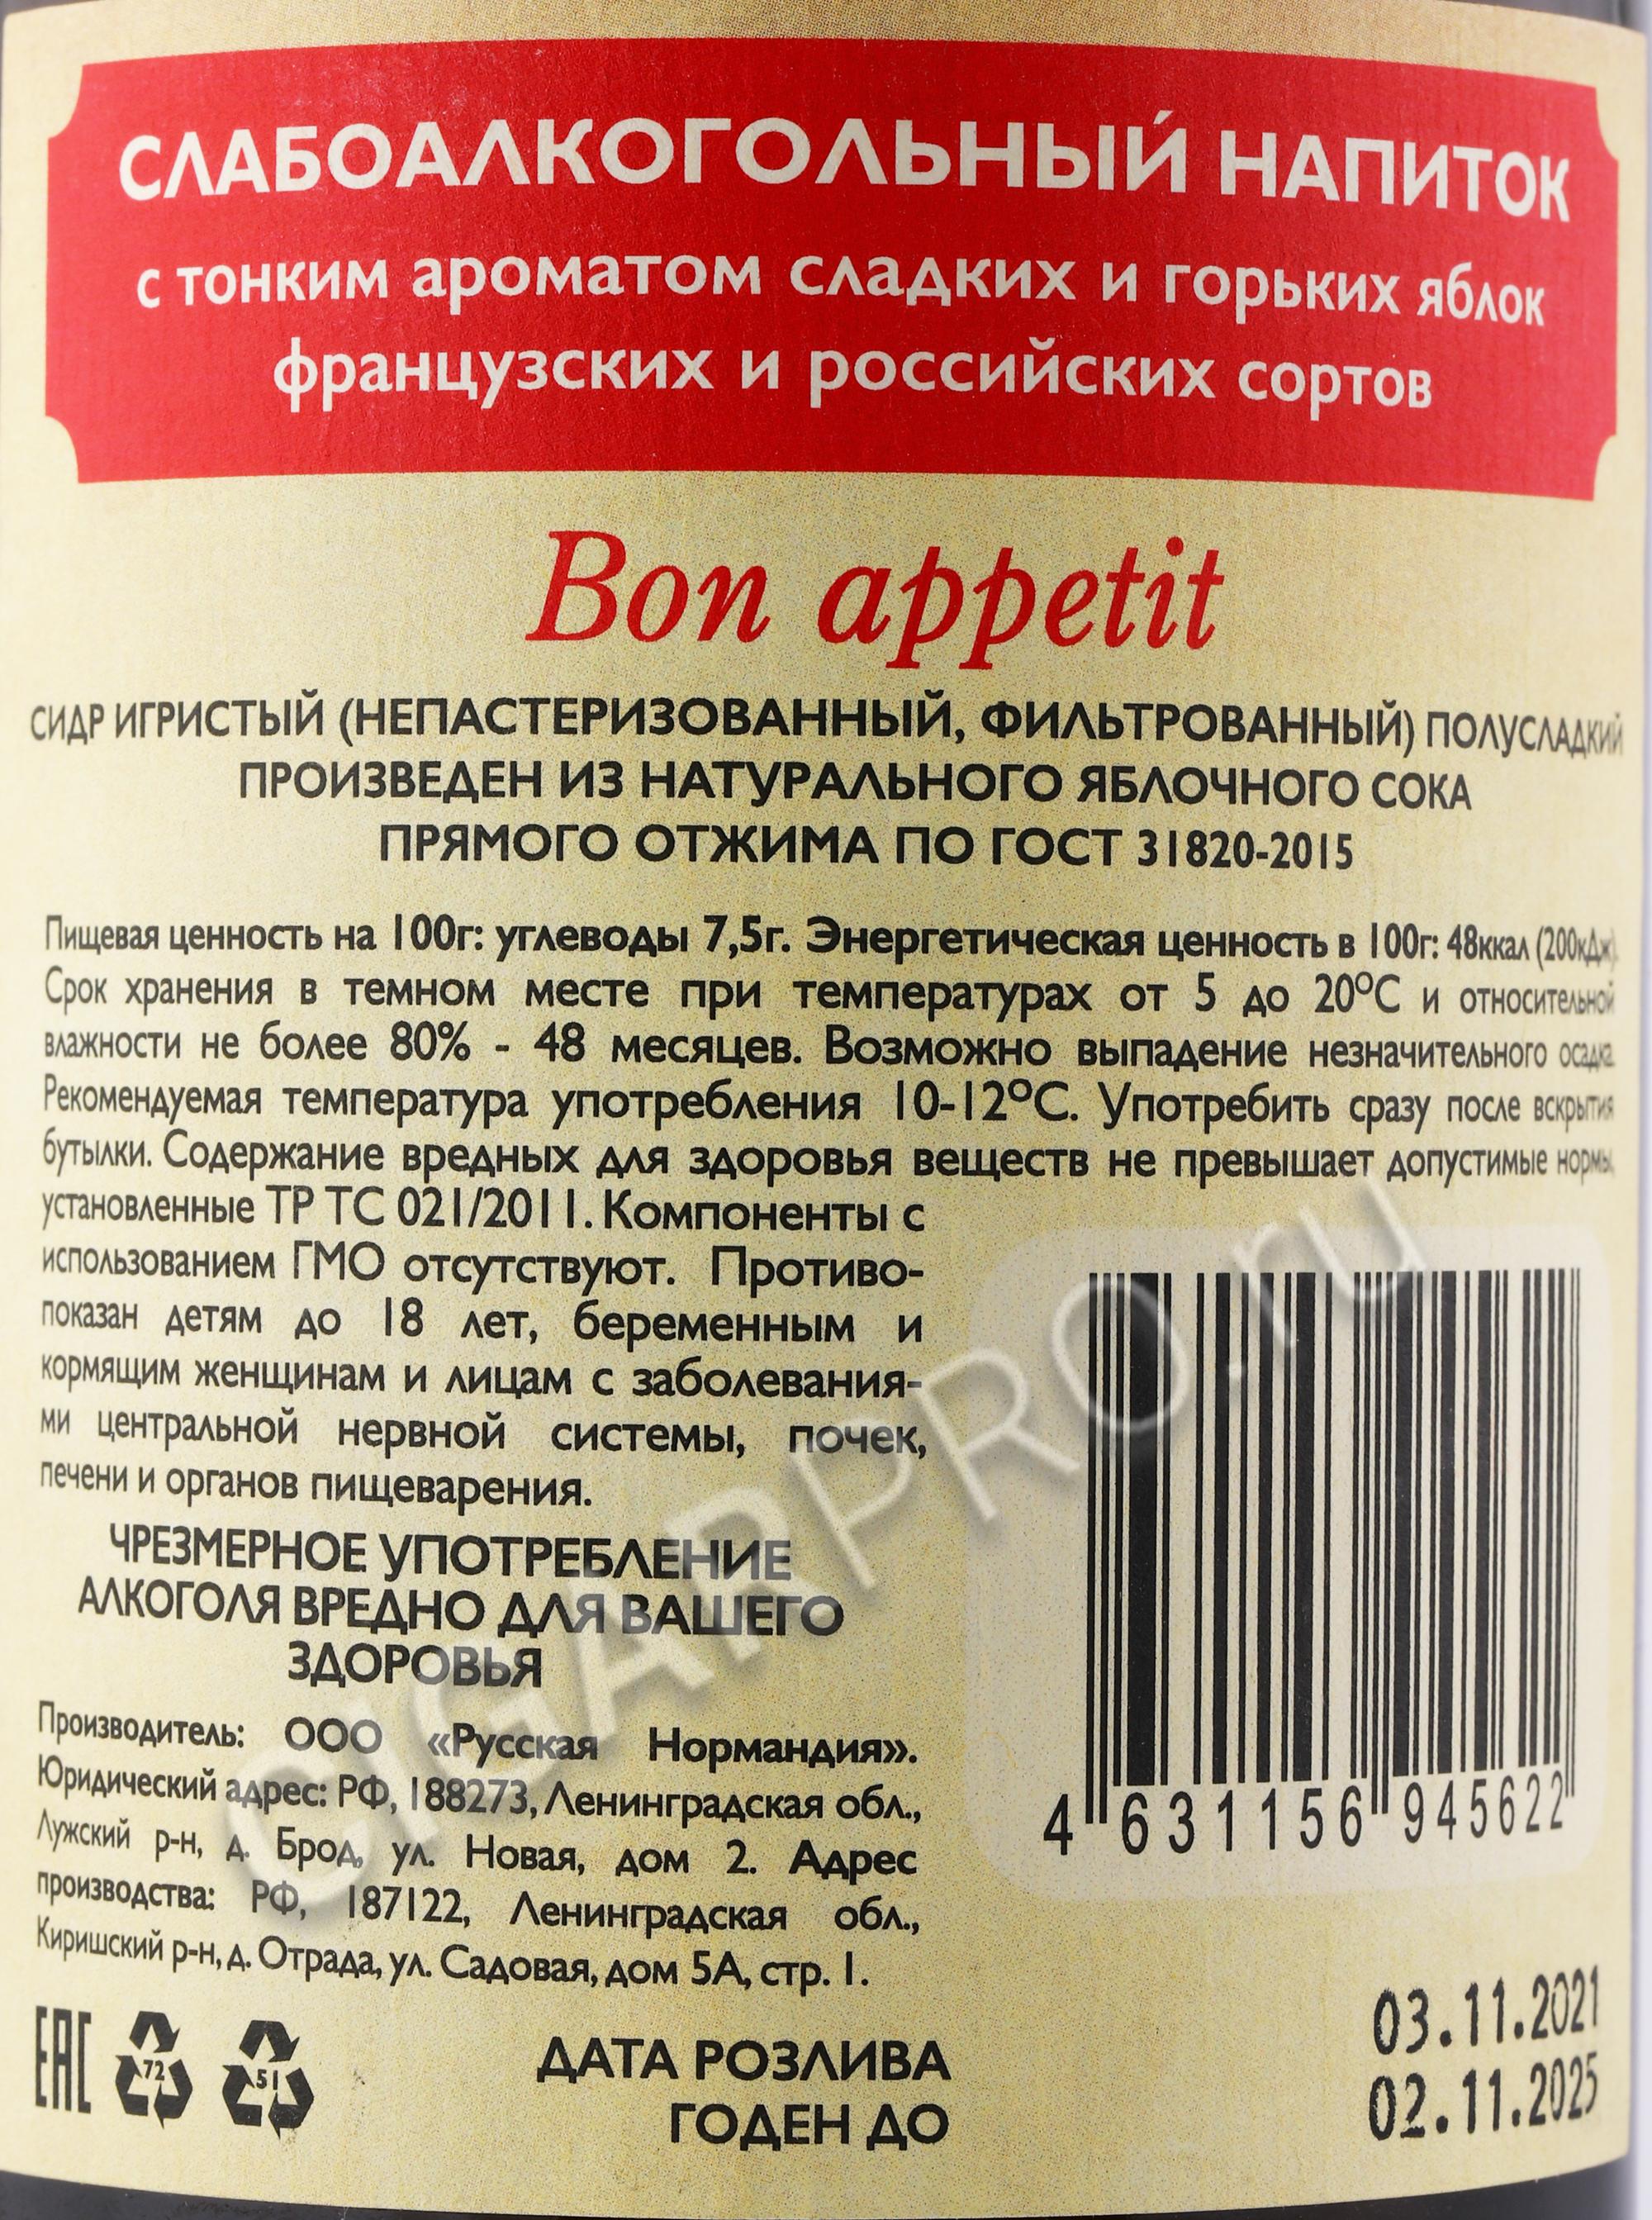 СЛАБОАЛКОГОЛЬНЫЙ НАПИТОК
с тонким ароматом сладких и горьких яблок
французских и российских сортов
Bon appetit
СИДР ИГРИСТЫЙ (НЕПАСТЕРИЗОВАННЫЙ, ФИЛЬТРОВАННЫЙ) ПОЛУСЛАДКИЙ
ПРОИЗВЕДЕН ИЗ НАТУРАЛЬНОГО ЯБЛОЧНОГО СОКА
ПРЯМОГО ОТЖИМА ПО ГОСТ 31820-2015
Пищевая ценность на 100г: углеводы 7,5г. Энергетическая ценность в 100г: 48ккал (200кДж).
Срок хранения в темном месте при температурах от 5 до 20°С и относительной
влажности не более 80% - 48 месяцев. Возможно выпадение незначительного осадка.
Рекомендуемая температура употребления 10-12°С. Употребить сразу после вскрытия
бутылки. Содержание вредных для здоровья веществ не превышает допустимые нормы,
установленные ТР ТС 021/2011. Компоненты с
использованием ГМО отсутствуют. Противо-
показан детям до 18 лет, беременным и
кормящим женщинам и лицам с заболевания-
ми центральной нервной системы, почек,
печени и органов пищеварения.
ЧРЕЗМЕРНОЕ УПОТРЕБЛЕНИЕ
АЛКОГОЛЯ ВРЕДНО ДЛЯ ВАШЕГО
ЗДОРОВЬЯ
Производитель: ООО «Русская Нормандия».
Юридический адрес: РФ, 188273, Ленинградская обл.,
Лужский р-н, д. Брод, ул. Новая, дом 2. Адрес
производства: РФ, 187122, Ленинградская обл.,
Киришский р-н, д. Отрада, ул. Садовая, дом 5А, стр. 1.
4 631156 945622
CIGARPRO.ru
EAC 72 51
ДАТА РОЗЛИВА 03.11.2021
ГОДЕН ДО 02.11.2025